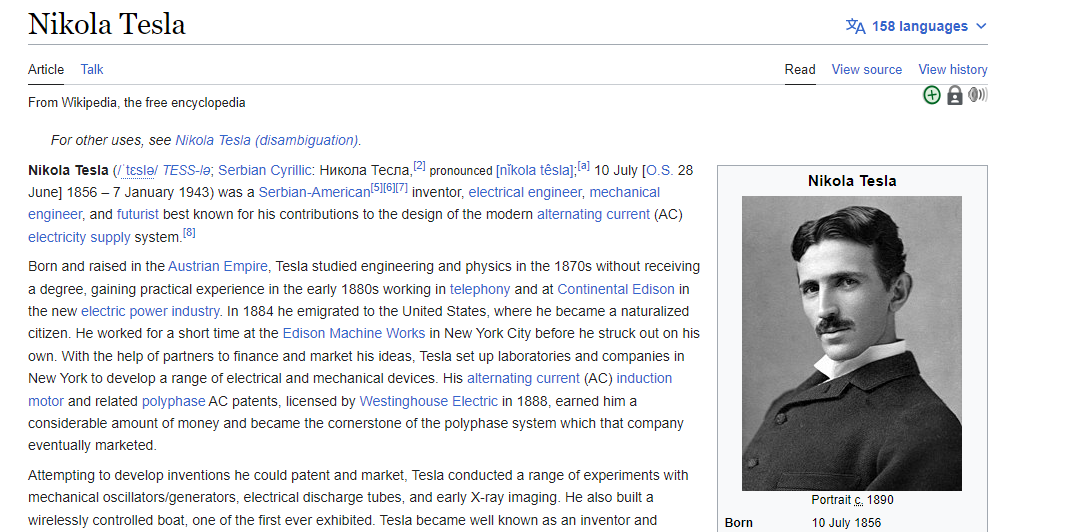 Nikola Tesla
158 languages
Article Talk
Read View source View history
From Wikipedia, the free encyclopedia
For other uses, see Nikola Tesla (disambiguation).
Nikola Tesla (/ˈtɛslə/ TESS-lə; Serbian Cyrillic: Никола Тесла,[2] pronounced [nǐkola têsla];[a] 10 July [O.S. 28
June] 1856 – 7 January 1943) was a Serbian-American[5][6][7] inventor, electrical engineer, mechanical
engineer, and futurist best known for his contributions to the design of the modern alternating current (AC)
electricity supply system.[8]
Born and raised in the Austrian Empire, Tesla studied engineering and physics in the 1870s without receiving
a degree, gaining practical experience in the early 1880s working in telephony and at Continental Edison in
the new electric power industry. In 1884 he emigrated to the United States, where he became a naturalized
citizen. He worked for a short time at the Edison Machine Works in New York City before he struck out on his
own. With the help of partners to finance and market his ideas, Tesla set up laboratories and companies in
New York to develop a range of electrical and mechanical devices. His alternating current (AC) induction
motor and related polyphase AC patents, licensed by Westinghouse Electric in 1888, earned him a
considerable amount of money and became the cornerstone of the polyphase system which that company
eventually marketed.
Attempting to develop inventions he could patent and market, Tesla conducted a range of experiments with
mechanical oscillators/generators, electrical discharge tubes, and early X-ray imaging. He also built a
wirelessly controlled boat, one of the first ever exhibited. Tesla became well known as an inventor and
Nikola Tesla
Portrait c. 1890
Born 10 July 1856